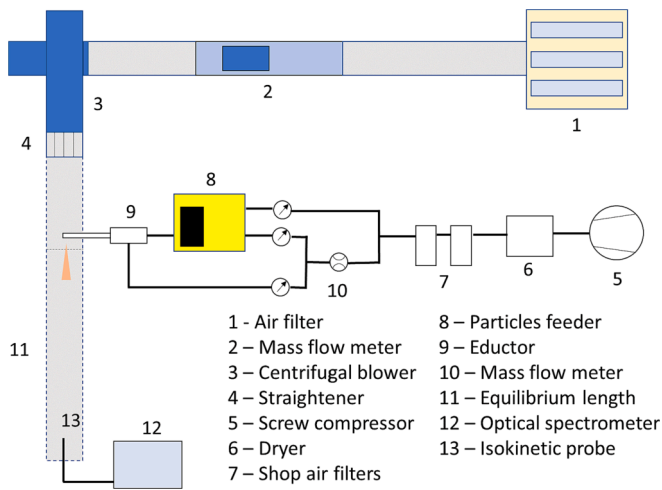 3
2
1
4
8
9
10
7
6
5
11
13
12
1 - Air filter
2 – Mass flow meter
3 – Centrifugal blower
4 – Straightener
5 – Screw compressor
6 – Dryer
7 – Shop air filters
8 – Particles feeder
9 – Eductor
10 – Mass flow meter
11 – Equilibrium length
12 – Optical spectrometer
13 – Isokinetic probe